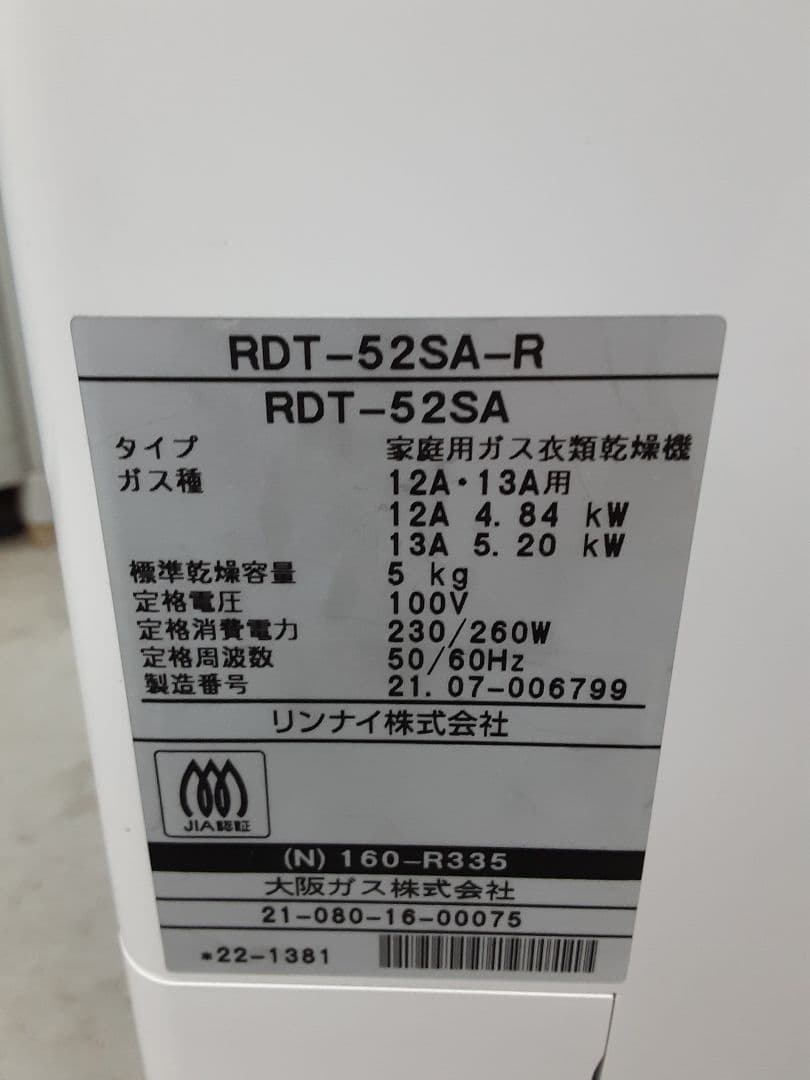 RDT-52SA-R
RDT-52SA
タイプ 家庭用ガス衣類乾燥機
ガス種 12A・13A用
12A 4.84 kW
13A 5.20 kW
標準乾燥容量 5 kg
定格電圧 100V
定格消費電力 230/260W
定格周波数 50/60Hz
製造番号 21.07-006799
リンナイ株式会社
JIA認証
(N) 160-R335
大阪ガス株式会社
21-080-16-00075
*22-1381